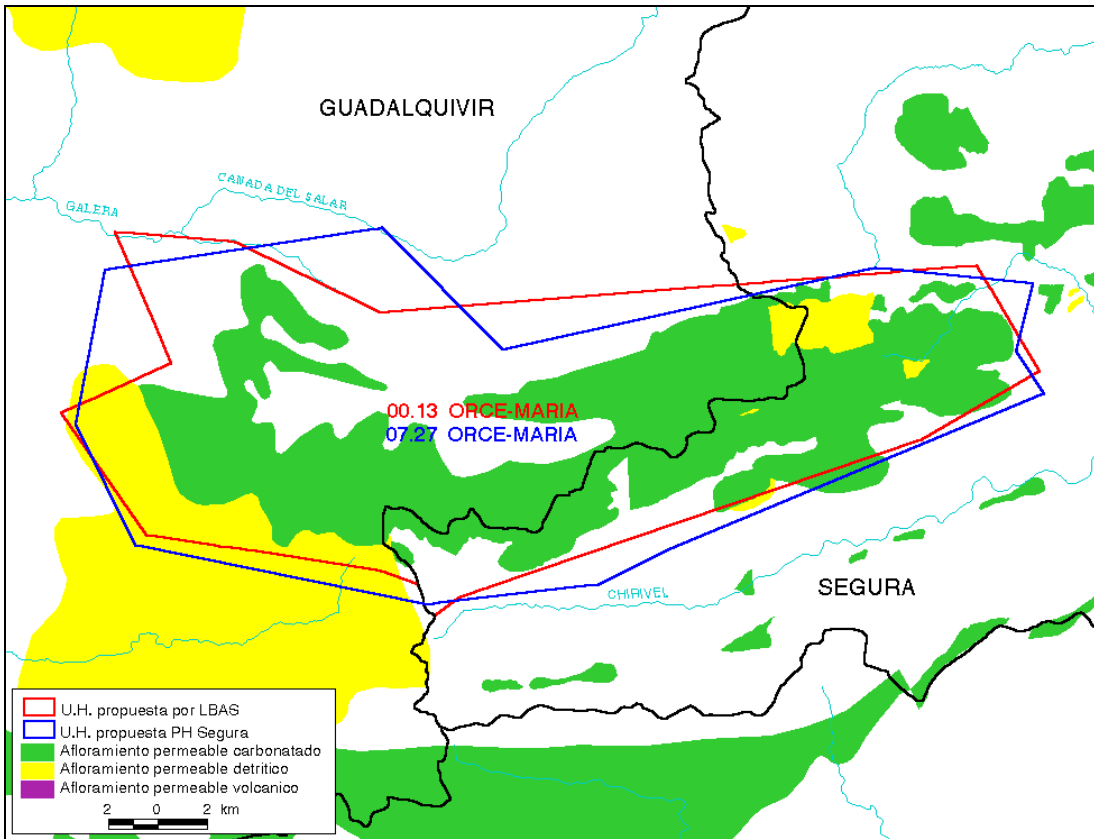 GUADALQUIVIR
CANADA DEL SALAR
GALERA
00.13 ORCE-MARIA
07.27 ORCE-MARIA
SEGURA
CHIRIVEL
U.H. propuesta por LBAS
U.H. propuesta PH Segura
Afloramiento permeable carbonatado
Afloramiento permeable detritico
Afloramiento permeable volcanico
2 0 2 km